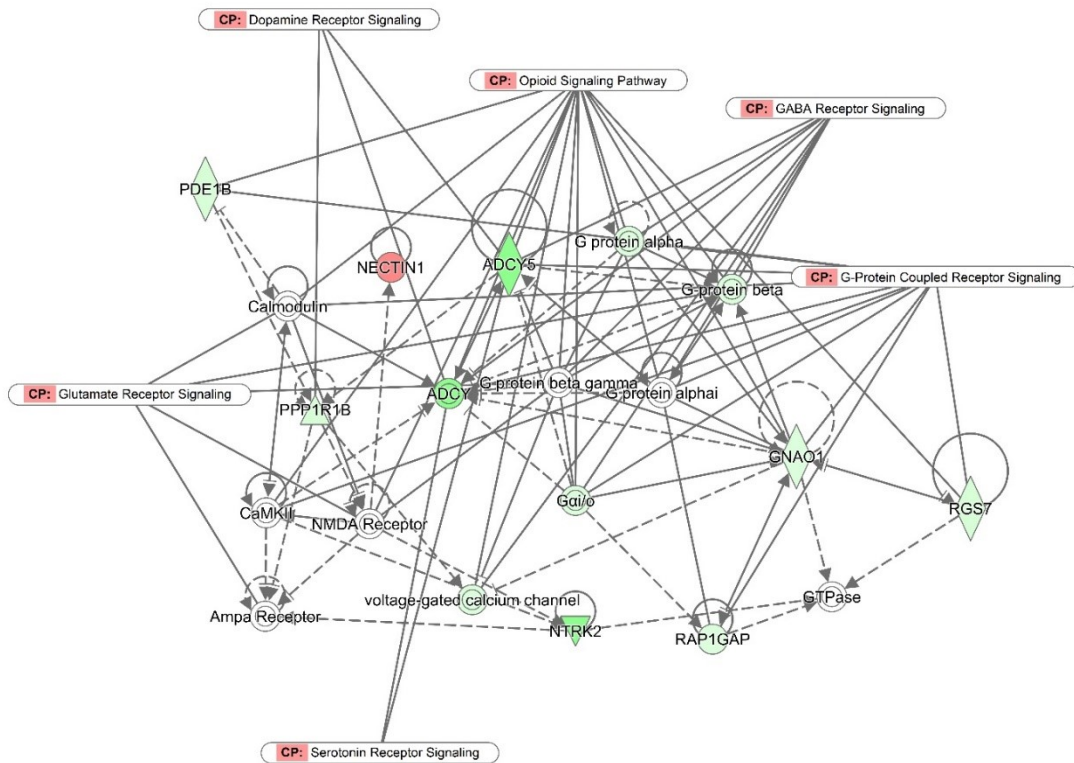 CP: Dopamine Receptor Signaling
CP: Opioid Signaling Pathway
CP: GABA Receptor Signaling
PDE1B
G protein alpha
NECTIN1
ADCY5
CP: G-Protein Coupled Receptor Signaling
G-protein beta
Calmodulin
G-protein beta gamma
CP: Glutamate Receptor Signaling
ADCY
G protein alphai
PPP1R1B
GNAO1
Gαi/o
CaMKII
NMDA Receptor
RGS7
voltage-gated calcium channel
GTPase
Ampa Receptor
NTRK2
RAP1GAP
CP: Serotonin Receptor Signaling